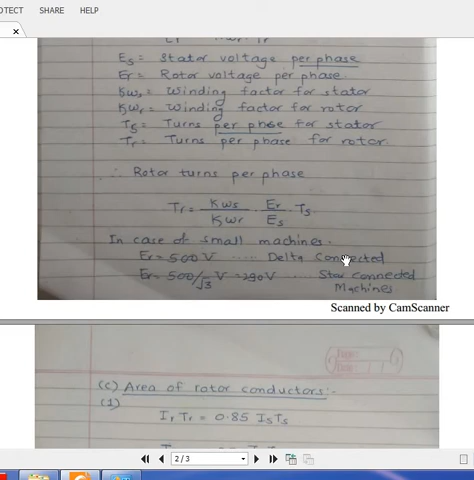 OTECT SHARE HELP
×
Es = Stator voltage per phase
Er = Rotor voltage per phase
Kws = Winding factor for stator
Kwr = Winding factor for rotor
Ts = Turns per phase for stator
Tr = Turns per phase for rotor.
∴ Rotor turns per phase
Tr = Kws/Kwr · Er/Es · Ts
In case of small machines.
Er = 500 V ..... Delta Connected
Er = 500/√3 V = 290 V .... Star connected
Machines
Scanned by CamScanner
(c) Area of rotor conductors:-
(1)
Ir Tr = 0.85 Is Ts
2/3